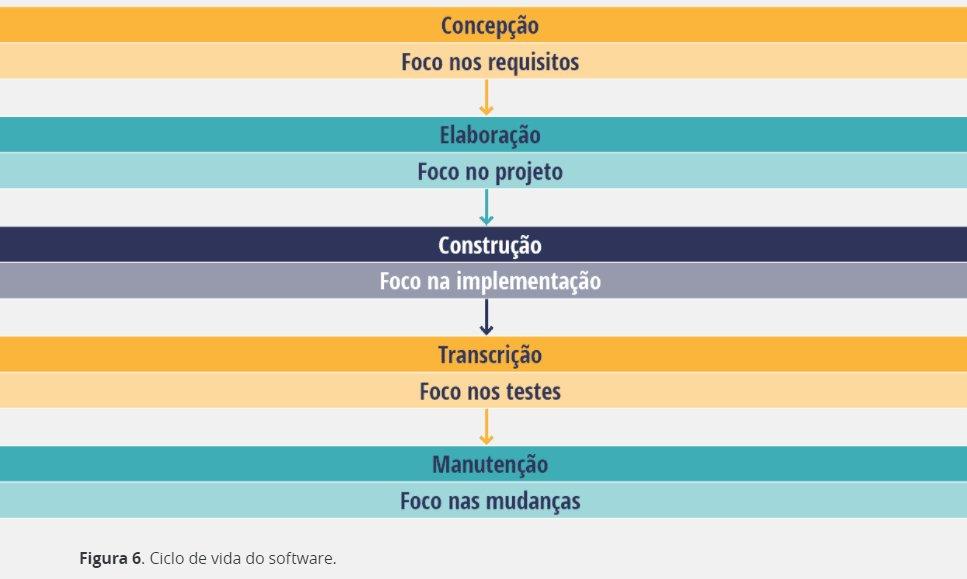 Concepção
Foco nos requisitos
Elaboração
Foco no projeto
Construção
Foco na implementação
Transcrição
Foco nos testes
Manutenção
Foco nas mudanças
Figura 6. Ciclo de vida do software.